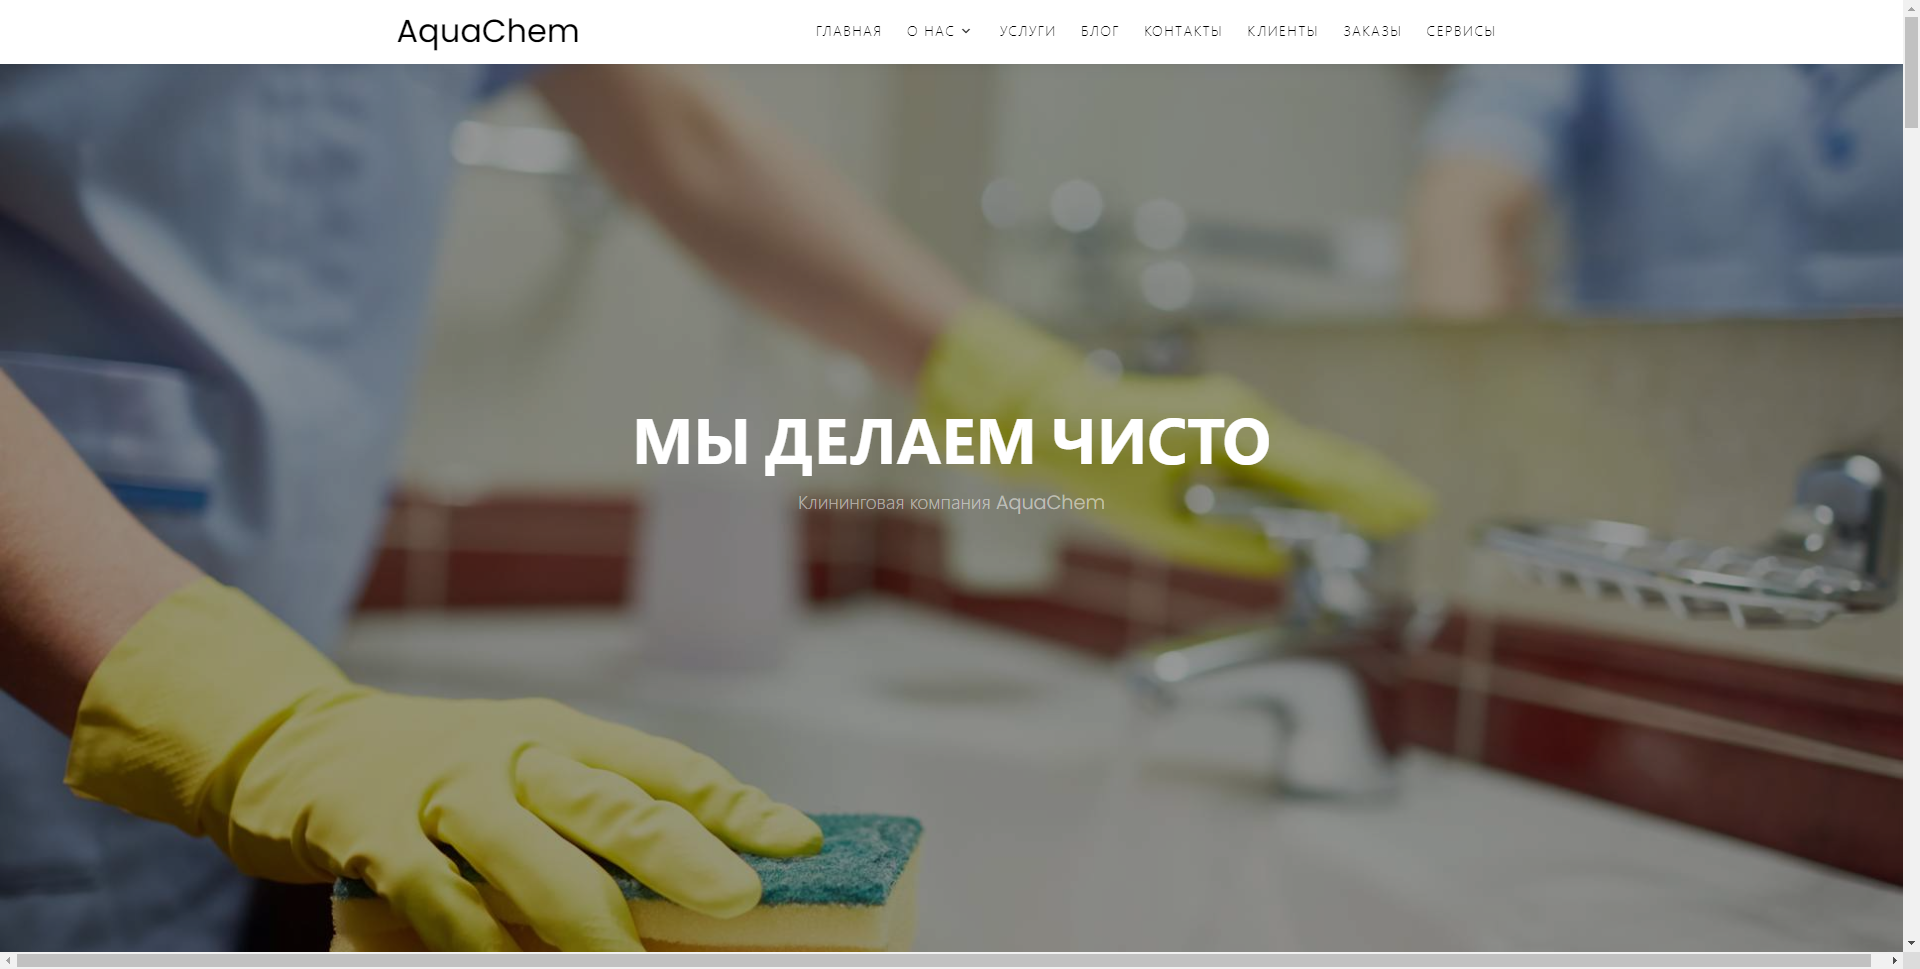 AquaChem
ГЛАВНАЯ О НАС УСЛУГИ БЛОГ КОНТАКТЫ КЛИЕНТЫ ЗАКАЗЫ СЕРВИСЫ
МЫ ДЕЛАЕМ ЧИСТО
Клининговая компания AquaChem